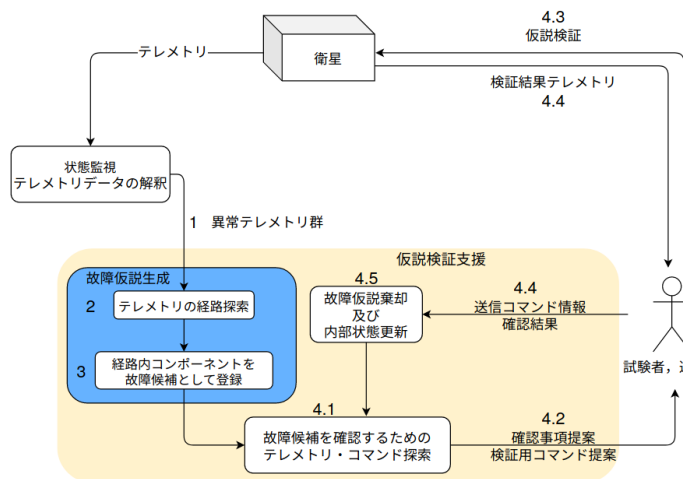 4.3
仮説検証
テレメトリ
衛星
検証結果テレメトリ
4.4
状態監視
テレメトリデータの解釈
1 異常テレメトリ群
仮説検証支援
故障仮説生成
4.5
2
テレメトリの経路探索
故障仮説棄却
及び
内部状態更新
4.4
送信コマンド情報
確認結果
3
経路内コンポーネントを
故障候補として登録
試験者，
4.1
故障候補を確認するための
テレメトリ・コマンド探索
4.2
確認事項提案
検証用コマンド提案